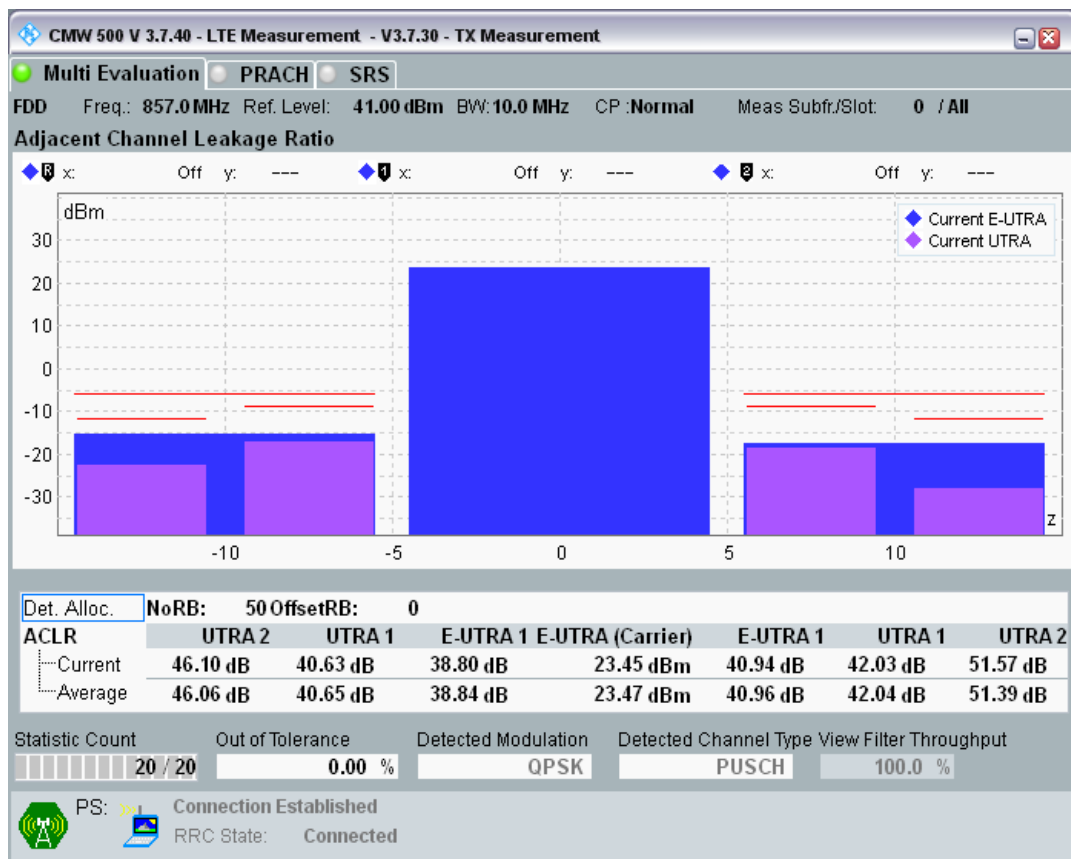 CMW 500 V 3.7.40 - LTE Measurement - V3.7.30 - TX Measurement
Multi Evaluation PRACH SRS
FDD Freq.: 857.0 MHz Ref. Level: 41.00 dBm BW: 10.0 MHz CP :Normal Meas Subfr./Slot: 0 / All
Adjacent Channel Leakage Ratio
R x: Off y: --- 1 x: Off y: --- 2 x: Off y: ---
dBm
Current E-UTRA
Current UTRA
30
20
10
0
-10
-20
-30
z
-10 -5 0 5 10
Det. Alloc. NoRB: 50 OffsetRB: 0
ACLR UTRA 2 UTRA 1 E-UTRA 1 E-UTRA (Carrier) E-UTRA 1 UTRA 1 UTRA 2
Current 46.10 dB 40.63 dB 38.80 dB 23.45 dBm 40.94 dB 42.03 dB 51.57 dB
Average 46.06 dB 40.65 dB 38.84 dB 23.47 dBm 40.96 dB 42.04 dB 51.39 dB
Statistic Count Out of Tolerance Detected Modulation Detected Channel Type View Filter Throughput
20 / 20 0.00 % QPSK PUSCH 100.0 %
PS: Connection Established
RRC State: Connected